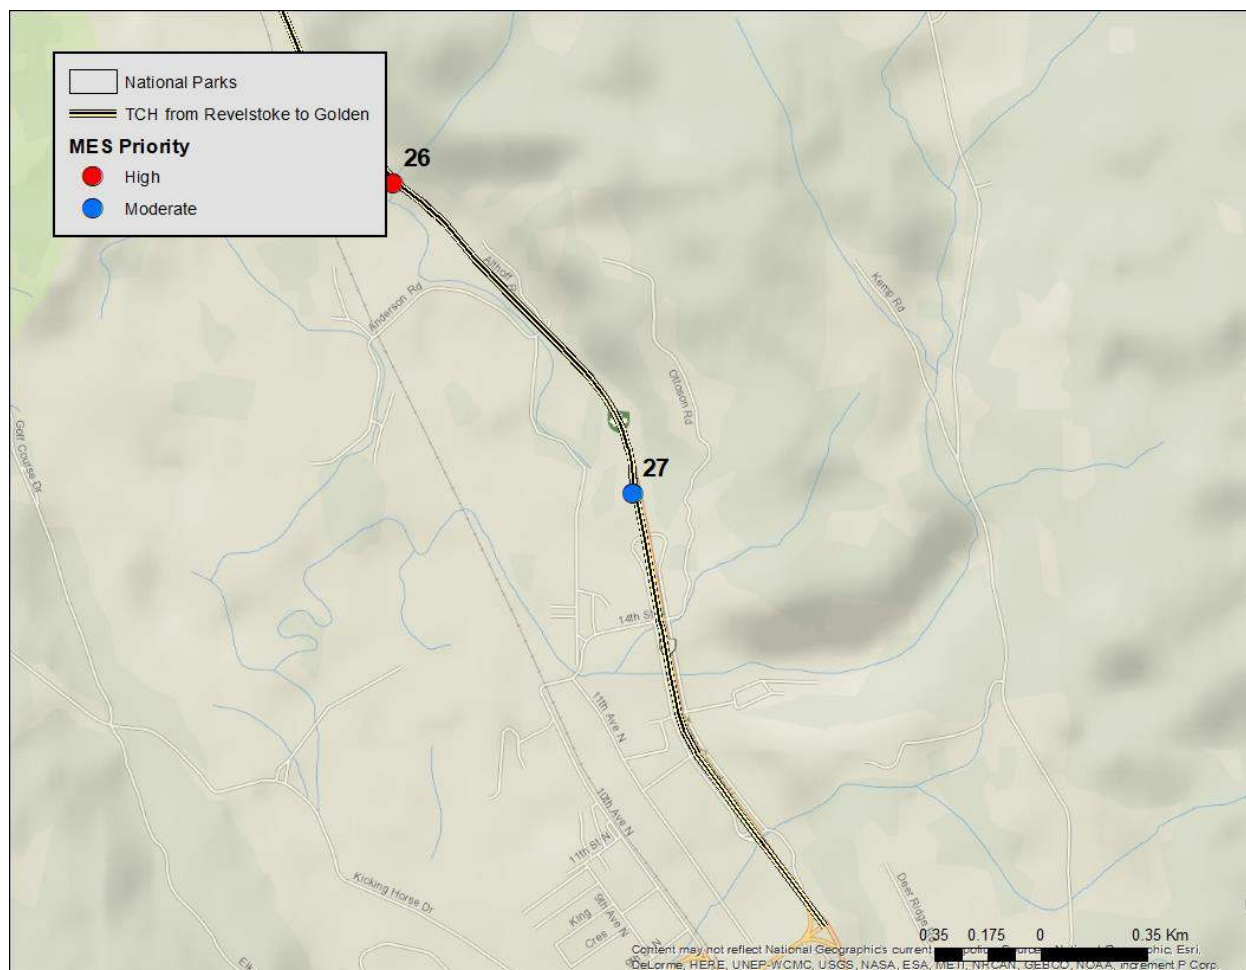 National Parks
TCH from Revelstoke to Golden
MES Priority
High
Moderate
26
27
Anderson Rd
Althoff
Ottoson Rd
Kemp Rd
Golf Course Dr
14th St
11th Ave N
10th Ave N
11th St N
9th Ave N
King
Cres
Kicking Horse Dr
Deer Ridge
0.35 0.175 0 0.35 Km
Content may not reflect National Geographic's current
Esri,
DeLorme, HERE, UNEP-WCMC, USGS, NASA, ESA, METI, NRCAN, GEBCO, NOAA, increment P Corp.